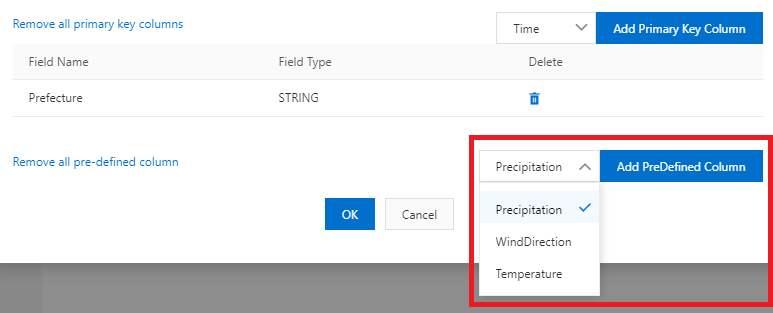 Remove all primary key columns
Time
Add Primary Key Column
Field Name Field Type Delete
Prefecture STRING
Remove all pre-defined column
Precipitation
Add PreDefined Column
Precipitation
WindDirection
Temperature
OK
Cancel